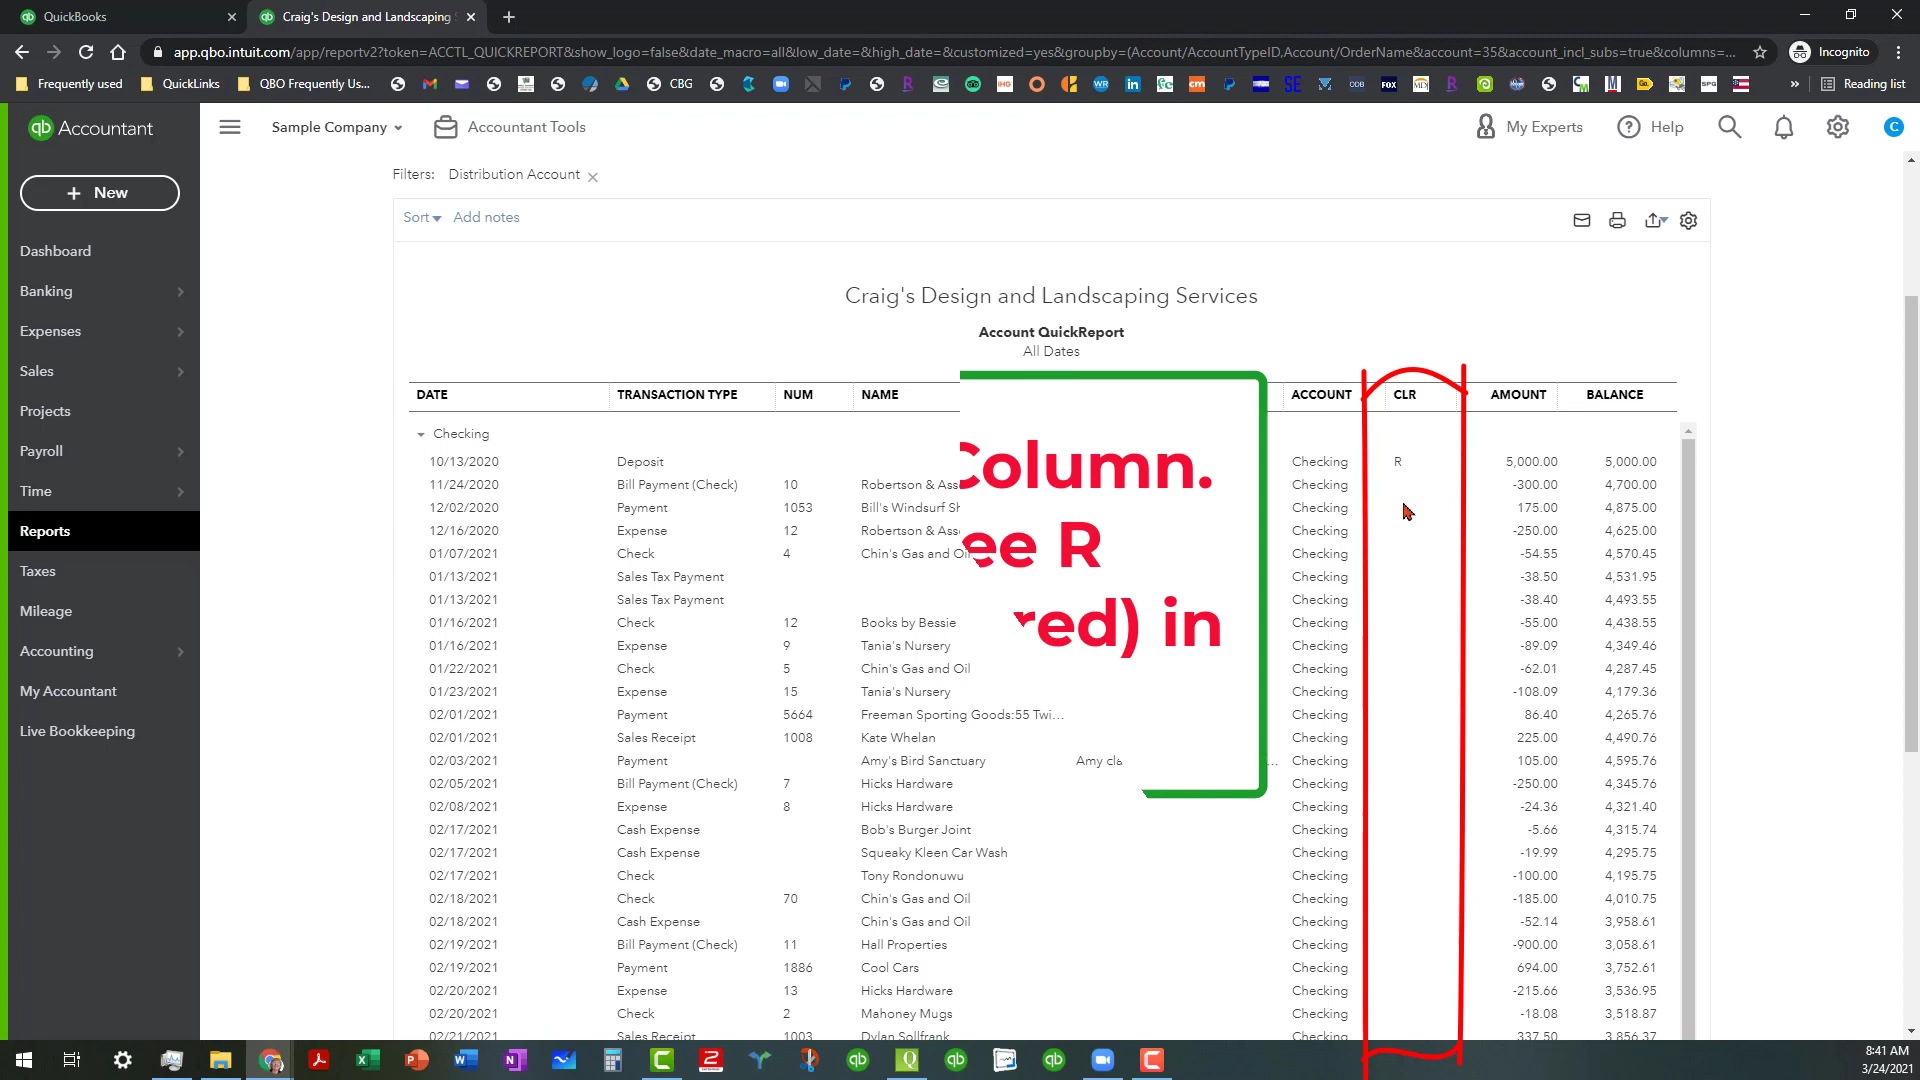 QuickBooks
Craig's Design and Landscaping
app.qbo.intuit.com/app/reportv2?token=ACCTL_QUICKREPORT&show_logo=false&date_macro=all&low_date=&high_date=&customized=yes&groupby=(Account/AccountTypeID,Account/OrderName&account=35&account_incl_subs=true&columns=...
Incognito
Frequently used
QuickLinks
QBO Frequently Us...
CBG
Reading list
qb Accountant
Sample Company
Accountant Tools
My Experts
Help
C
+ New
Dashboard
Banking
Expenses
Sales
Projects
Payroll
Time
Reports
Taxes
Mileage
Accounting
My Accountant
Live Bookkeeping
Filters: Distribution Account
Sort Add notes
Craig's Design and Landscaping Services
Account QuickReport
All Dates
DATE TRANSACTION TYPE NUM NAME ACCOUNT CLR AMOUNT BALANCE
Checking
10/13/2020 Deposit Checking R 5,000.00 5,000.00
11/24/2020 Bill Payment (Check) 10 Robertson & Ass Checking -300.00 4,700.00
12/02/2020 Payment 1053 Bill's Windsurf Sh Checking 175.00 4,875.00
12/16/2020 Expense 12 Robertson & Ass Checking -250.00 4,625.00
01/07/2021 Check 4 Chin's Gas and Oil Checking -54.55 4,570.45
01/13/2021 Sales Tax Payment Checking -38.50 4,531.95
01/13/2021 Sales Tax Payment Checking -38.40 4,493.55
01/16/2021 Check 12 Books by Bessie Checking -55.00 4,438.55
01/16/2021 Expense 9 Tania's Nursery Checking -89.09 4,349.46
01/22/2021 Check 5 Chin's Gas and Oil Checking -62.01 4,287.45
01/23/2021 Expense 15 Tania's Nursery Checking -108.09 4,179.36
02/01/2021 Payment 5664 Freeman Sporting Goods:55 Twi... Checking 86.40 4,265.76
02/01/2021 Sales Receipt 1008 Kate Whelan Checking 225.00 4,490.76
02/03/2021 Payment Amy's Bird Sanctuary Amy cla ... Checking 105.00 4,595.76
02/05/2021 Bill Payment (Check) 7 Hicks Hardware Checking -250.00 4,345.76
02/08/2021 Expense 8 Hicks Hardware Checking -24.36 4,321.40
02/17/2021 Cash Expense Bob's Burger Joint Checking -5.66 4,315.74
02/17/2021 Cash Expense Squeaky Kleen Car Wash Checking -19.99 4,295.75
02/17/2021 Check Tony Rondonuwu Checking -100.00 4,195.75
02/18/2021 Check 70 Chin's Gas and Oil Checking -185.00 4,010.75
02/18/2021 Cash Expense Chin's Gas and Oil Checking -52.14 3,958.61
02/19/2021 Bill Payment (Check) 11 Hall Properties Checking -900.00 3,058.61
02/19/2021 Payment 1886 Cool Cars Checking 694.00 3,752.61
02/20/2021 Expense 13 Hicks Hardware Checking -215.66 3,536.95
02/20/2021 Check 2 Mahoney Mugs Checking -18.08 3,518.87
02/21/2021 Sales Receipt 1003 Dylan Sollfrank Checking 337.50 3,856.37
Column.
ee R
red) in
8:41 AM
3/24/2021